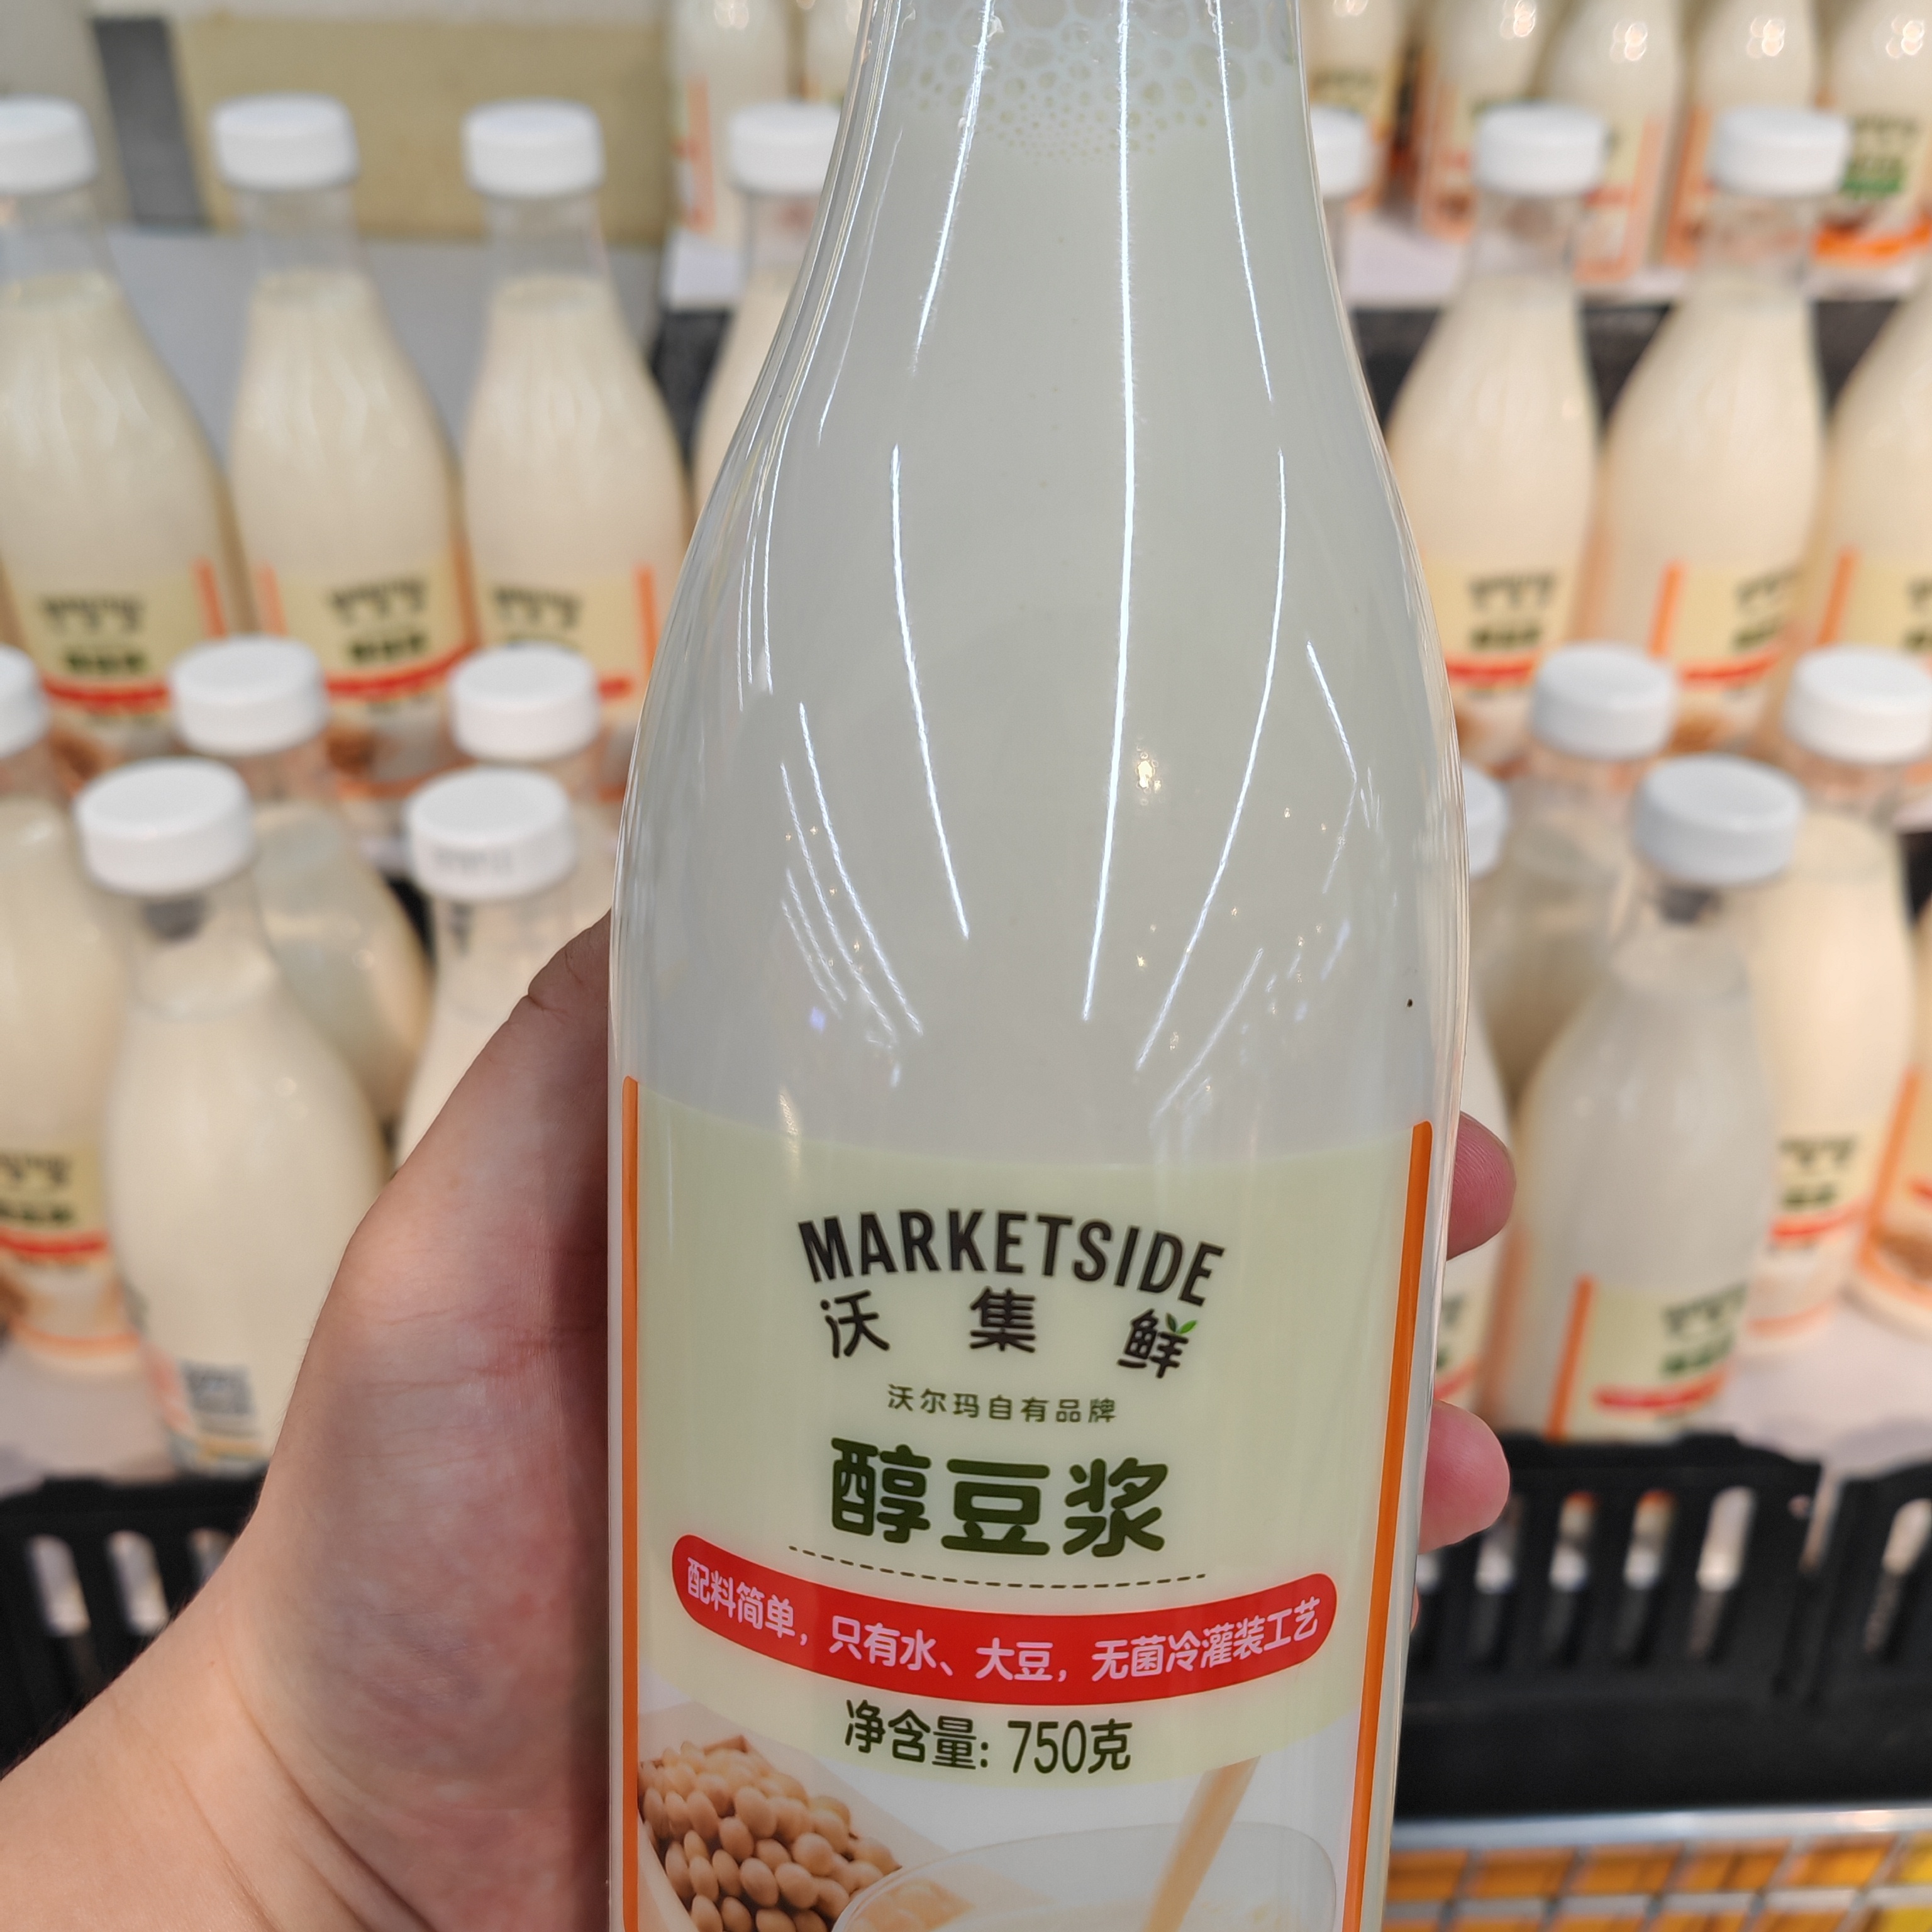 MARKETSIDE
沃集鲜
沃尔玛自有品牌
醇豆浆
配料简单，只有水、大豆，无菌冷灌装工艺
净含量: 750克